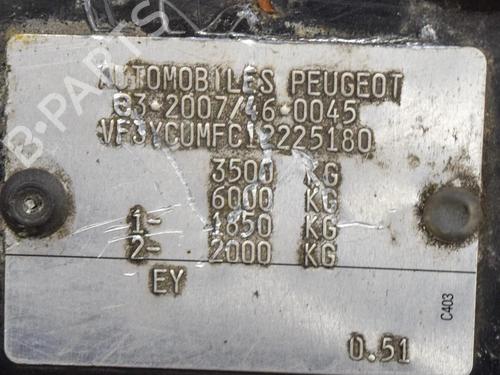 AUTOMOBILES PEUGEOT
e3*2007/46*0045
VF3YCUMFC12225180
3500 KG
6000 KG
1- 1850 KG
2- 2000 KG
EY
C403
0.51
B-PARTS